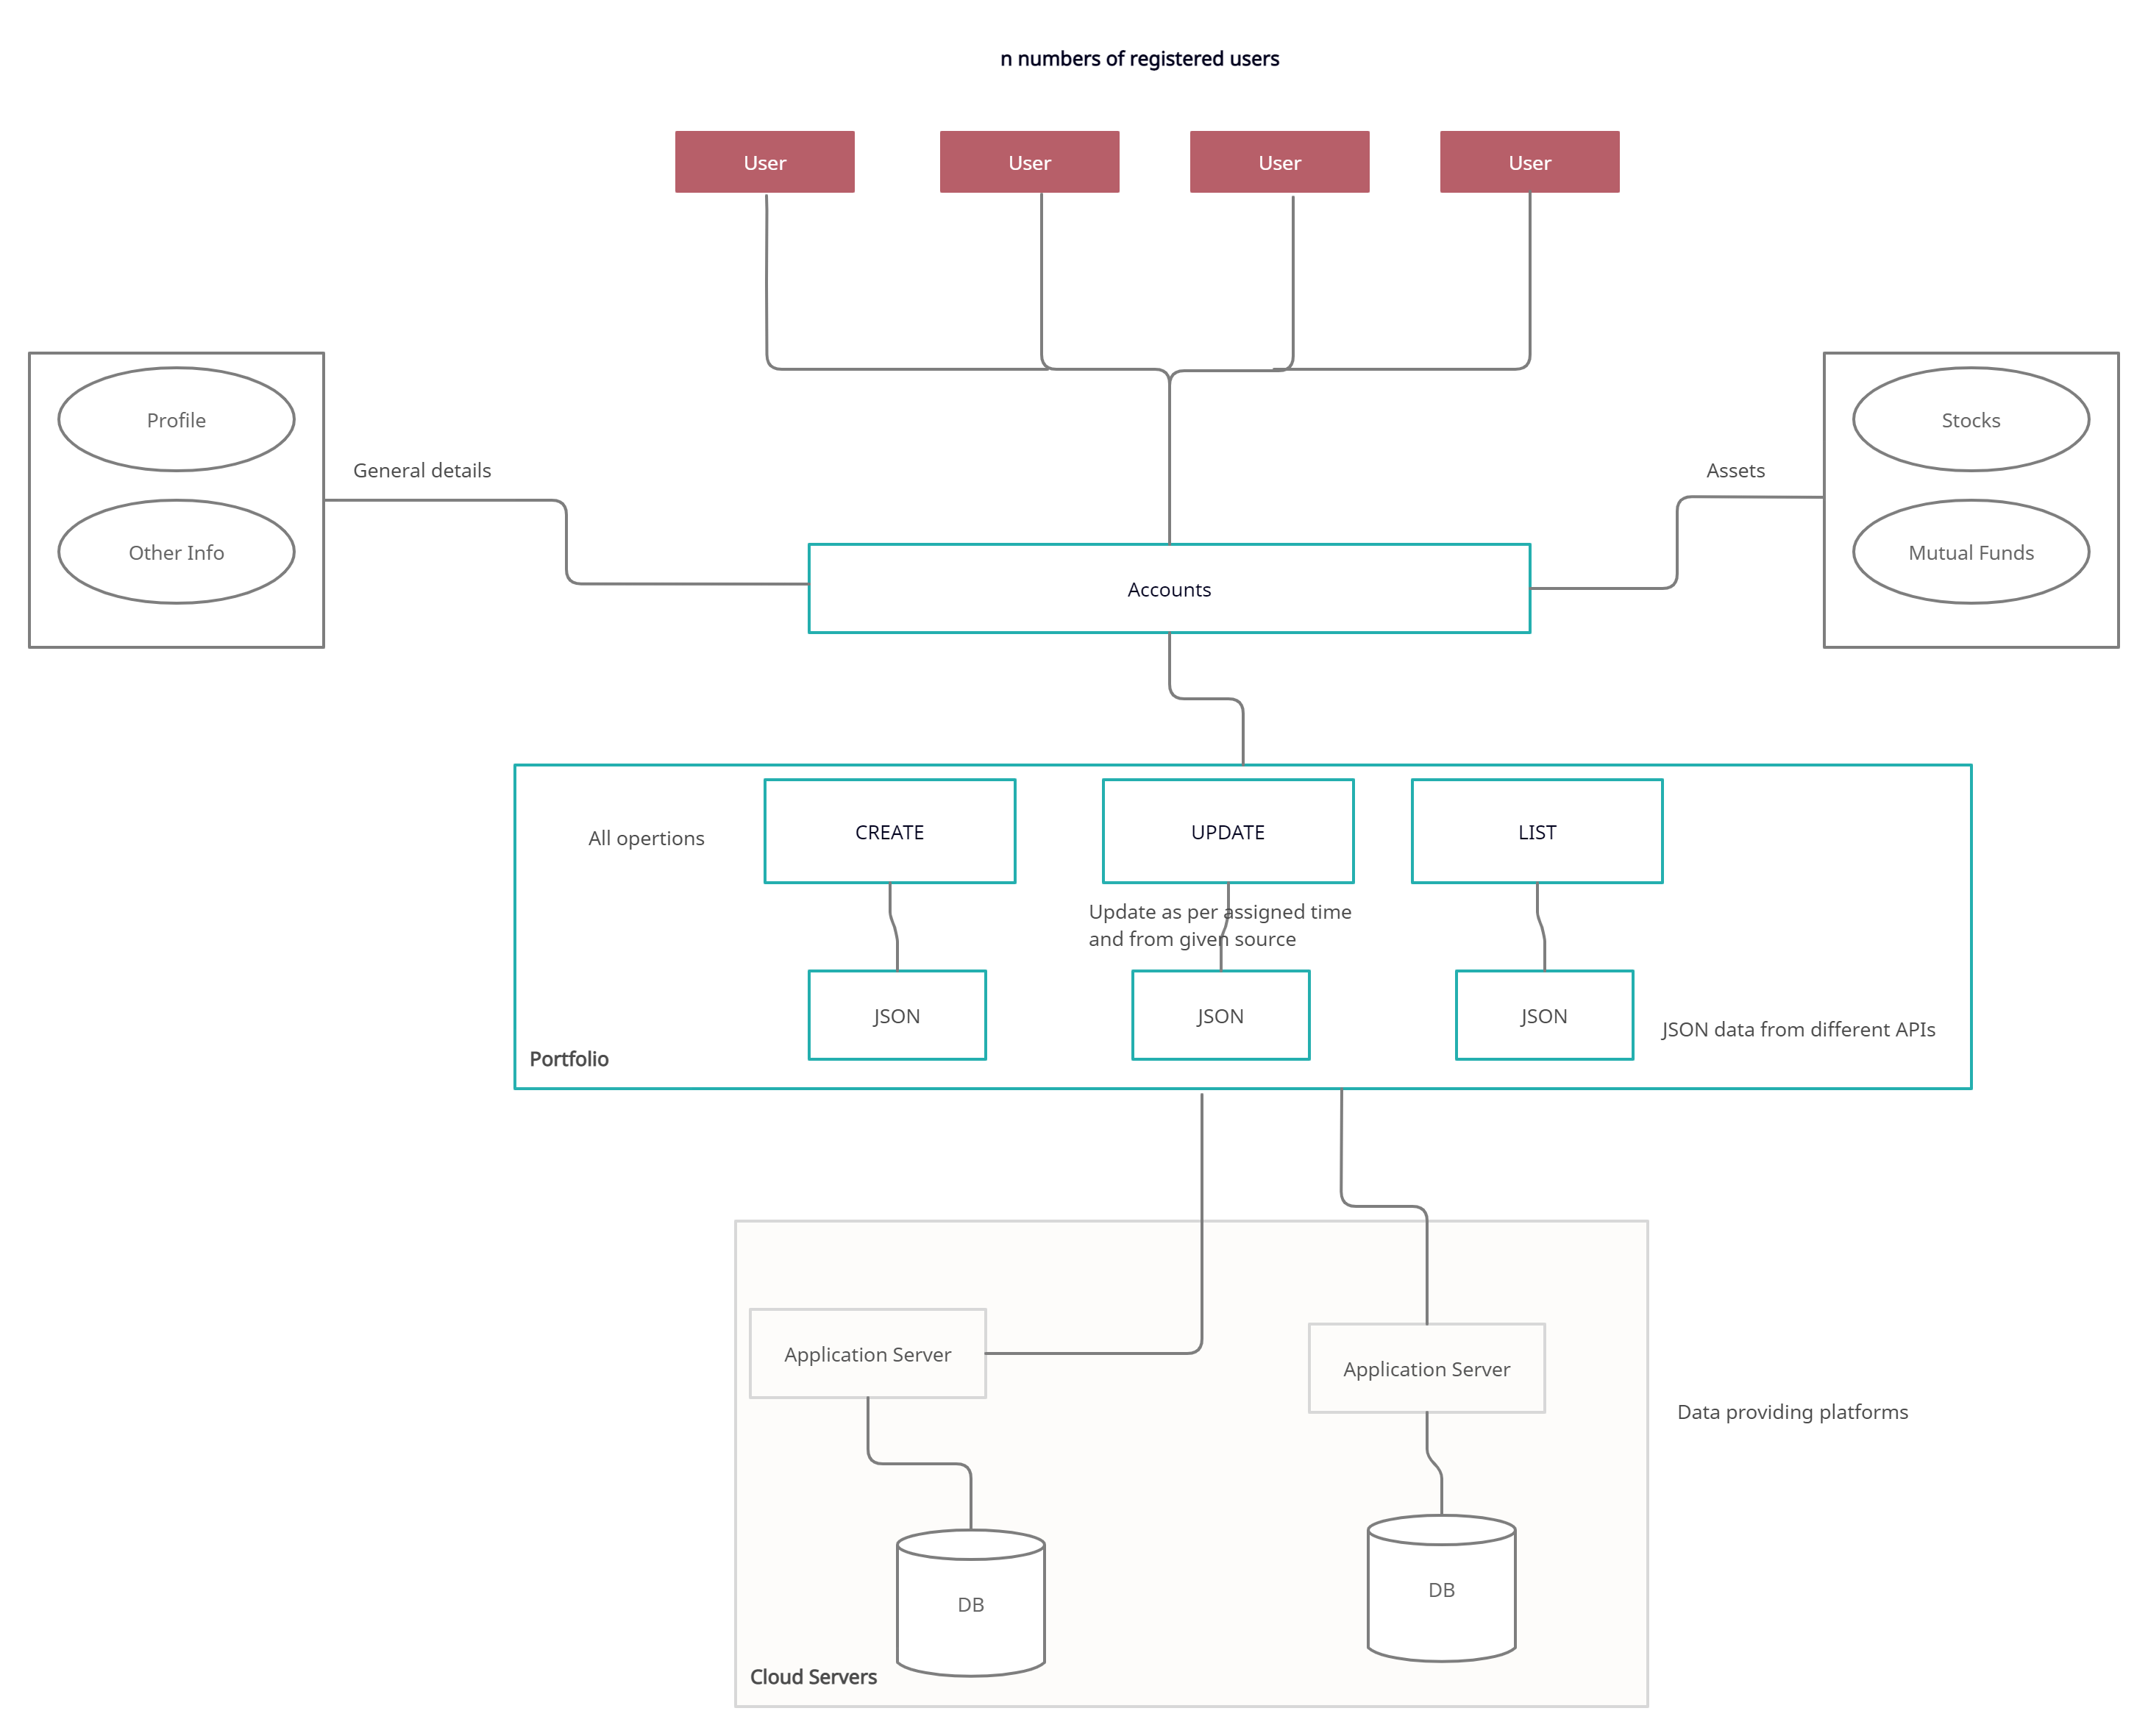 n numbers of registered users
User
User
User
User
Profile
Other Info
General details
Assets
Stocks
Mutual Funds
Accounts
All opertions
CREATE
UPDATE
LIST
Update as per assigned time
and from given source
JSON
JSON
JSON
JSON data from different APIs
Portfolio
Application Server
Application Server
Data providing platforms
DB
DB
Cloud Servers